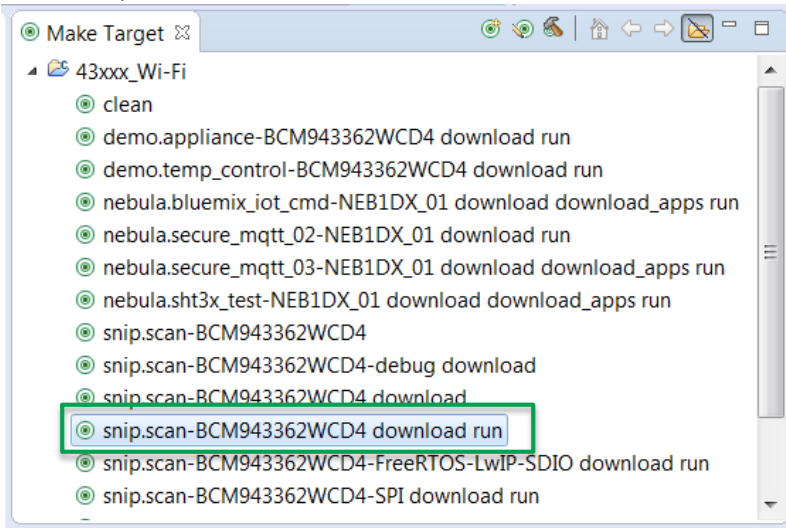 Make Target
43xxx_Wi-Fi
clean
demo.appliance-BCM943362WCD4 download run
demo.temp_control-BCM943362WCD4 download run
nebula.bluemix_iot_cmd-NEB1DX_01 download download_apps run
nebula.secure_mqtt_02-NEB1DX_01 download run
nebula.secure_mqtt_03-NEB1DX_01 download download_apps run
nebula.sht3x_test-NEB1DX_01 download download_apps run
snip.scan-BCM943362WCD4
snip.scan-BCM943362WCD4-debug download
snip.scan-BCM943362WCD4 download
snip.scan-BCM943362WCD4 download run
snip.scan-BCM943362WCD4-FreeRTOS-LwIP-SDIO download run
snip.scan-BCM943362WCD4-SPI download run